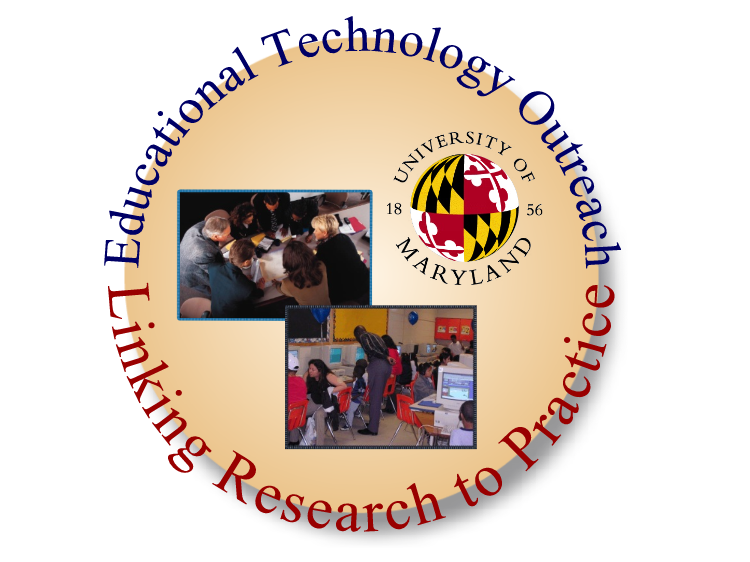 Educational Technology Outreach
UNIVERSITY OF
18 56
MARYLAND
Linking Research to Practice